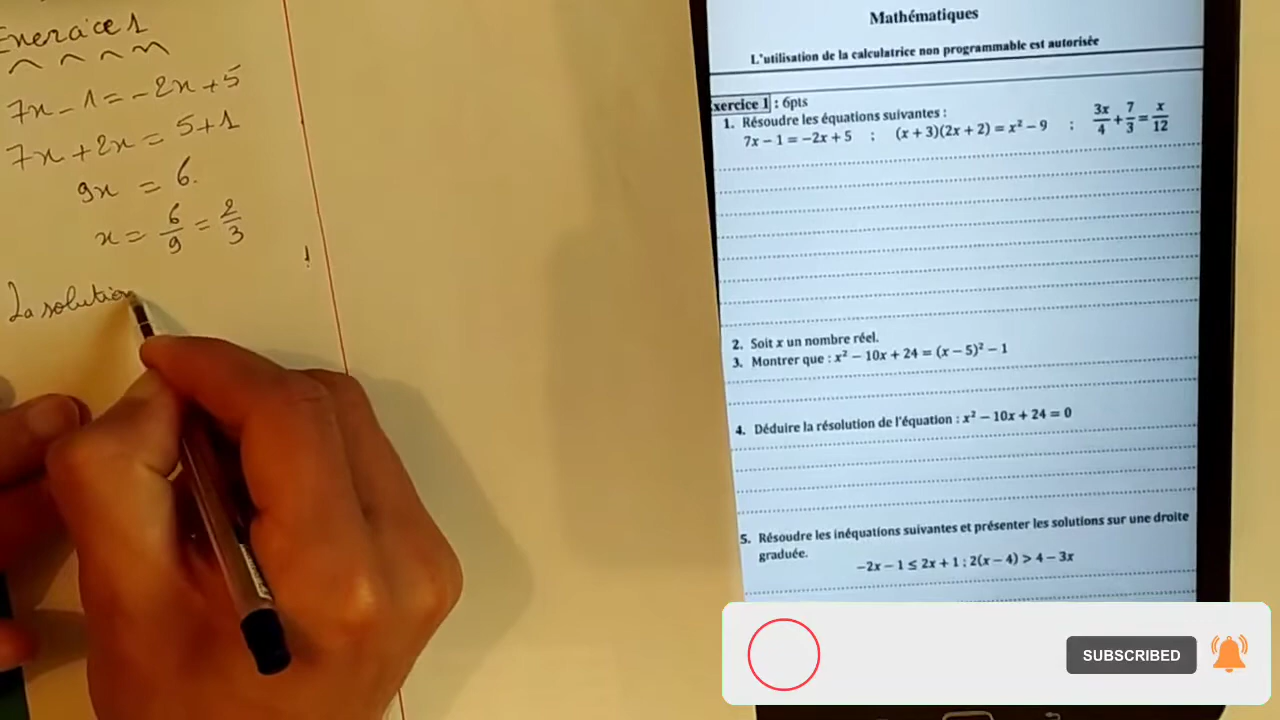 Exercice 1
7x - 1 = -2x + 5
7x + 2x = 5 + 1
9x = 6.
x = 6/9 = 2/3
La solution
Mathématiques
L'utilisation de la calculatrice non programmable est autorisée
xercice 1 : 6pts
1. Résoudre les équations suivantes :
7x − 1 = −2x + 5 ; (x + 3)(2x + 2) = x² − 9 ; 3x/4 + 7/3 = x/12
2. Soit x un nombre réel.
3. Montrer que : x² − 10x + 24 = (x − 5)² − 1
4. Déduire la résolution de l'équation : x² − 10x + 24 = 0
5. Résoudre les inéquations suivantes et présenter les solutions sur une droite
graduée.
−2x − 1 ≤ 2x + 1 ; 2(x − 4) > 4 − 3x
SUBSCRIBED